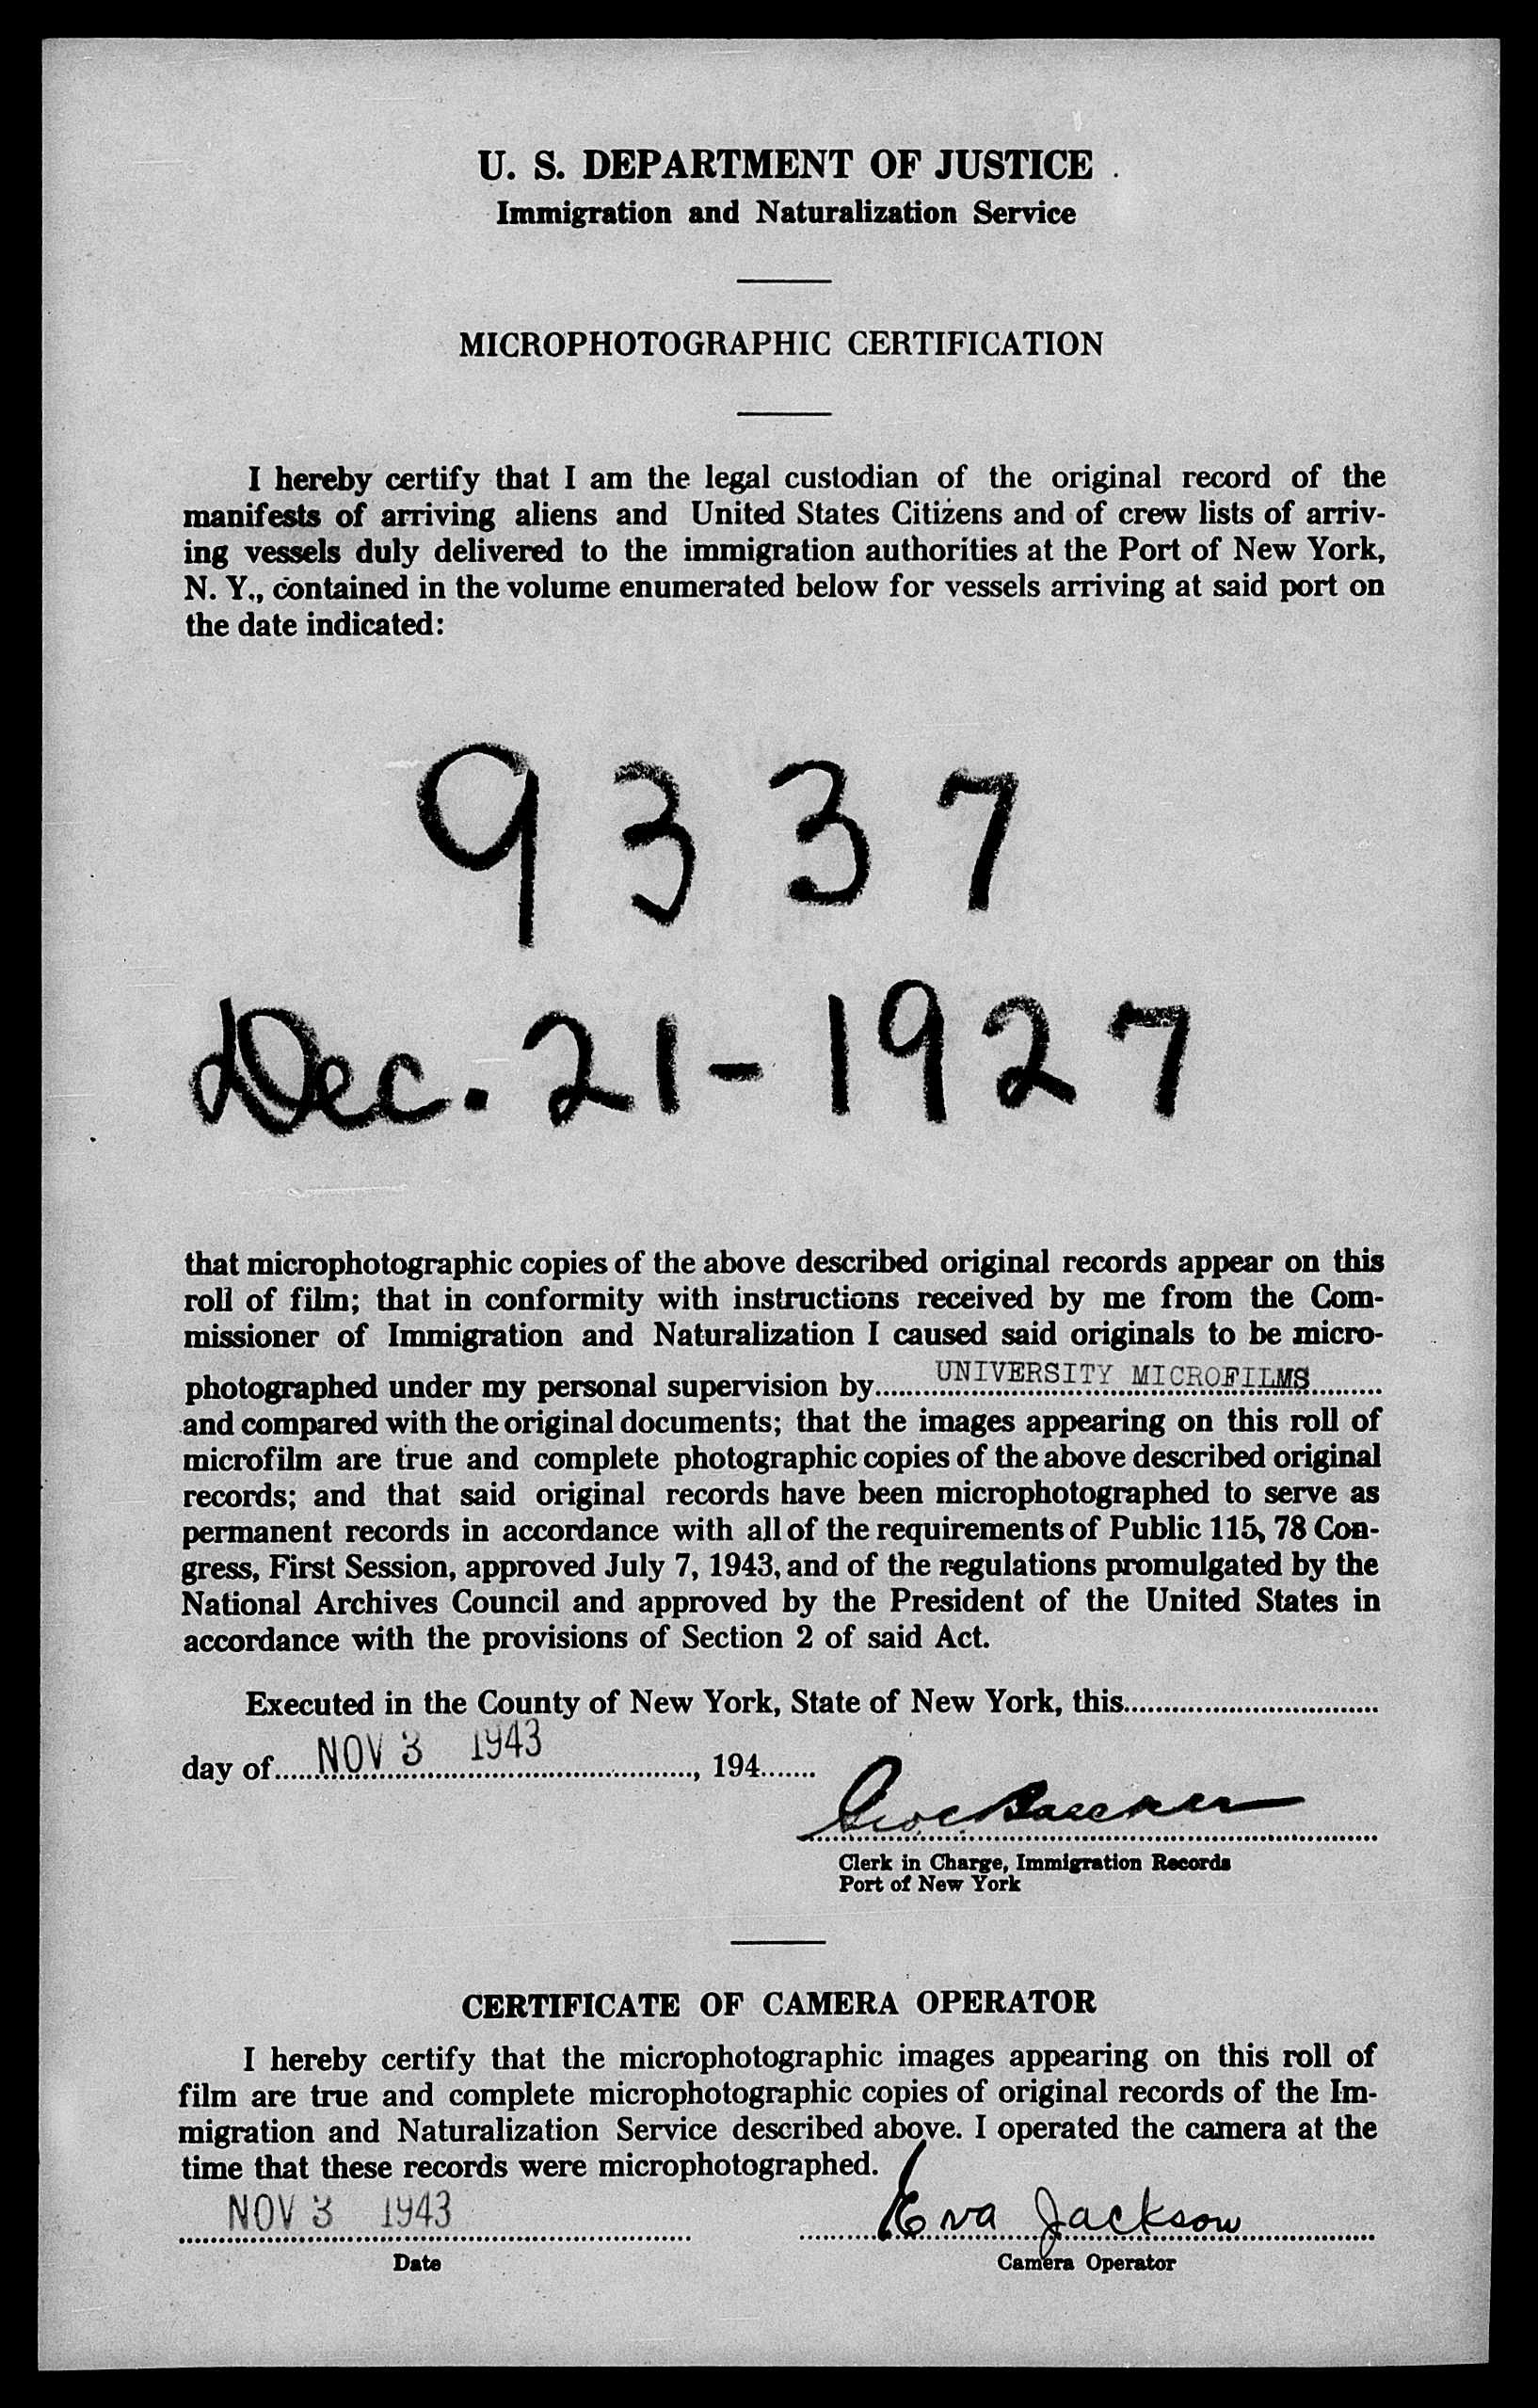 U. S. DEPARTMENT OF JUSTICE
Immigration and Naturalization Service
MICROPHOTOGRAPHIC CERTIFICATION
I hereby certify that I am the legal custodian of the original record of the
manifests of arriving aliens and United States Citizens and of crew lists of arriv-
ing vessels duly delivered to the immigration authorities at the Port of New York,
N. Y., contained in the volume enumerated below for vessels arriving at said port on
the date indicated:
9337
Dec. 21-1927
that microphotographic copies of the above described original records appear on this
roll of film; that in conformity with instructions received by me from the Com-
missioner of Immigration and Naturalization I caused said originals to be micro-
photographed under my personal supervision by UNIVERSITY MICROFILMS
and compared with the original documents; that the images appearing on this roll of
microfilm are true and complete photographic copies of the above described original
records; and that said original records have been microphotographed to serve as
permanent records in accordance with all of the requirements of Public 115, 78 Con-
gress, First Session, approved July 7, 1943, and of the regulations promulgated by the
National Archives Council and approved by the President of the United States in
accordance with the provisions of Section 2 of said Act.
Executed in the County of New York, State of New York, this
day of NOV 3 1943, 194
Clerk in Charge, Immigration Records
Port of New York
CERTIFICATE OF CAMERA OPERATOR
I hereby certify that the microphotographic images appearing on this roll of
film are true and complete microphotographic copies of original records of the Im-
migration and Naturalization Service described above. I operated the camera at the
time that these records were microphotographed.
NOV 3 1943 Eva Jackson
Date Camera Operator